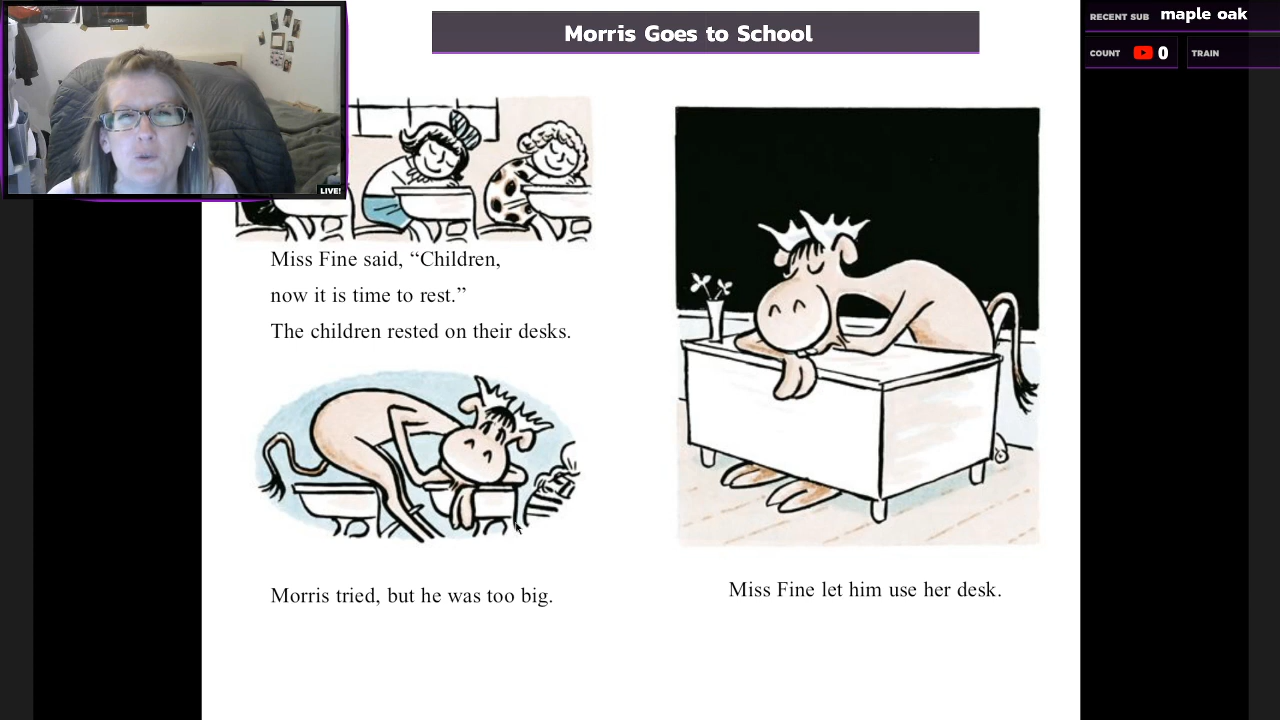 Morris Goes to School
RECENT SUB maple oak
COUNT 0 TRAIN
LIVE!
Miss Fine said, “Children,
now it is time to rest.”
The children rested on their desks.
Morris tried, but he was too big.
Miss Fine let him use her desk.